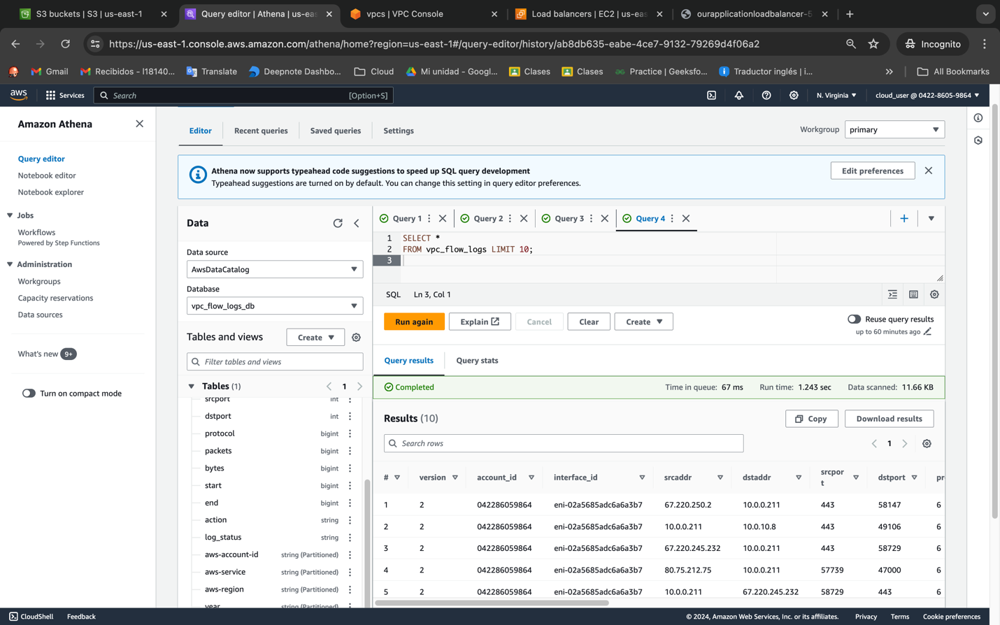 S3 buckets | S3 | us-east-1
Query editor | Athena | us-eas
vpcs | VPC Console
Load balancers | EC2 | us-eas
ourapplicationloadbalancer-5
https://us-east-1.console.aws.amazon.com/athena/home?region=us-east-1#/query-editor/history/ab8db635-eabe-4ce7-9132-79269d4f06a2
Incognito
Gmail
Recibidos - l18140...
Translate
Deepnote Dashbo...
Cloud
Mi unidad - Googl...
Clases
Clases
Practice | Geeksfo...
Traductor inglés | i...
All Bookmarks
aws
Services
Search
[Option+S]
N. Virginia
cloud_user @ 0422-8605-9864
Amazon Athena
Query editor
Notebook editor
Notebook explorer
Jobs
Workflows
Powered by Step Functions
Administration
Workgroups
Capacity reservations
Data sources
What's new 9+
Turn on compact mode
Editor
Recent queries
Saved queries
Settings
Workgroup
primary
Athena now supports typeahead code suggestions to speed up SQL query development
Typeahead suggestions are turned on by default. You can change this setting in query editor preferences.
Edit preferences
Data
Data source
AwsDataCatalog
Database
vpc_flow_logs_db
Tables and views
Create
Filter tables and views
Tables (1)
1
srcport int
dstport int
protocol bigint
packets bigint
bytes bigint
start bigint
end bigint
action string
log_status string
aws-account-id string (Partitioned)
aws-service string (Partitioned)
aws-region string (Partitioned)
year string (Partitioned)
Query 1
Query 2
Query 3
Query 4
1 SELECT *
2 FROM vpc_flow_logs LIMIT 10;
3
SQL Ln 3, Col 1
Run again
Explain
Cancel
Clear
Create
Reuse query results
up to 60 minutes ago
Query results
Query stats
Completed
Time in queue: 67 ms
Run time: 1.243 sec
Data scanned: 11.66 KB
Results (10)
Copy
Download results
Search rows
1
# version account_id interface_id srcaddr dstaddr srcpor
t dstport pr
1 2 042286059864 eni-02a5685adc6a6a3b7 67.220.250.2 10.0.0.211 443 58147 6
2 2 042286059864 eni-02a5685adc6a6a3b7 10.0.0.211 10.0.10.8 443 49106 6
3 2 042286059864 eni-02a5685adc6a6a3b7 67.220.245.232 10.0.0.211 443 58729 6
4 2 042286059864 eni-02a5685adc6a6a3b7 80.75.212.75 10.0.0.211 57739 47000 6
5 2 042286059864 eni-02a5685adc6a6a3b7 10.0.0.211 67.220.245.232 58729 443 6
CloudShell
Feedback
© 2024, Amazon Web Services, Inc. or its affiliates.
Privacy
Terms
Cookie preferences